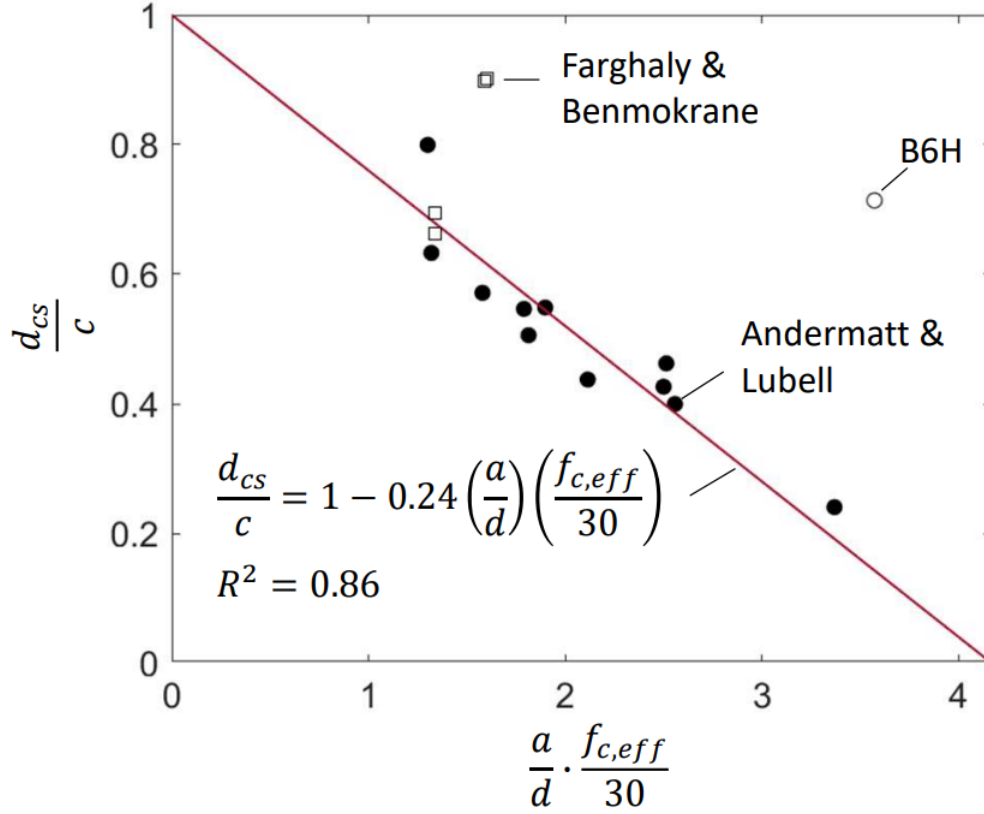 1
Farghaly &
Benmokrane
0.8
B6H
0.6
d_cs/c
Andermatt &
Lubell
0.4
d_cs/c = 1 − 0.24 (a/d) (f_c,eff/30)
0.2
R² = 0.86
0
0 1 2 3 4
a/d · f_c,eff/30